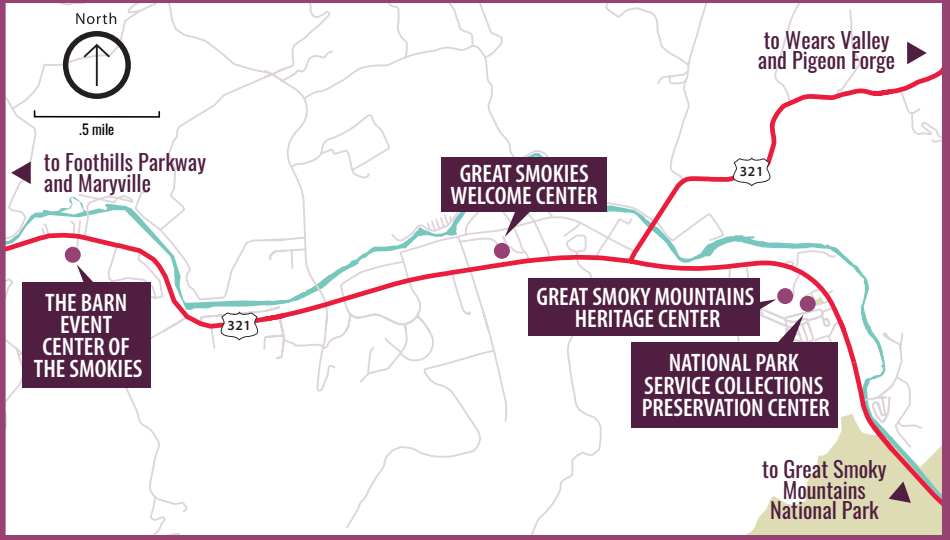 North
.5 mile
to Wears Valley
and Pigeon Forge
to Foothills Parkway
and Maryville
GREAT SMOKIES
WELCOME CENTER
321
THE BARN
EVENT
CENTER OF
THE SMOKIES
321
GREAT SMOKY MOUNTAINS
HERITAGE CENTER
NATIONAL PARK
SERVICE COLLECTIONS
PRESERVATION CENTER
to Great Smoky
Mountains
National Park